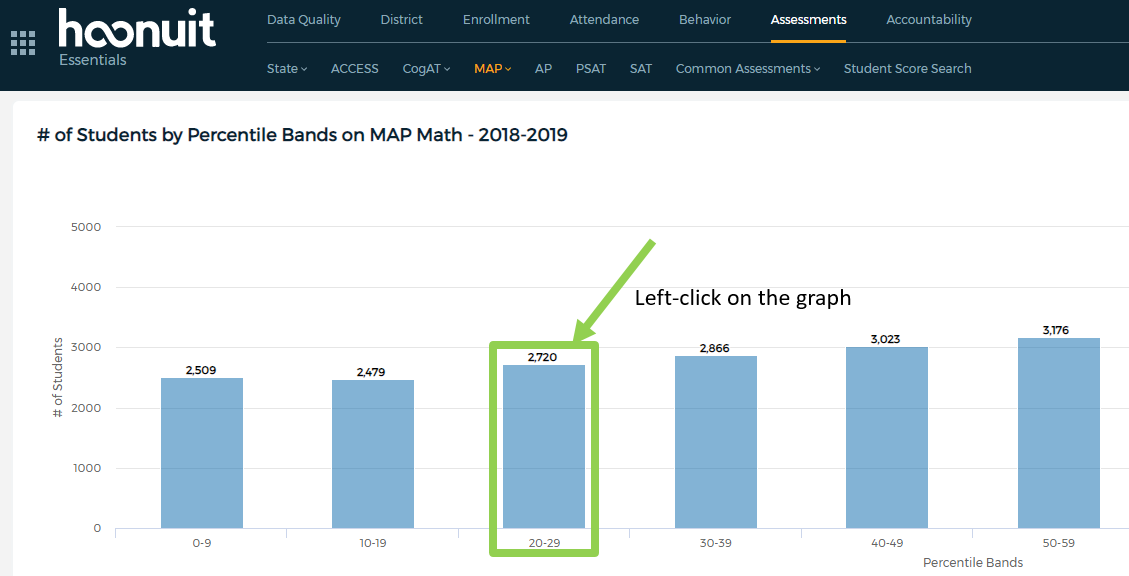 hoonuit
Essentials
Data Quality District Enrollment Attendance Behavior Assessments Accountability
State ACCESS CogAT MAP AP PSAT SAT Common Assessments Student Score Search
# of Students by Percentile Bands on MAP Math - 2018-2019
5000
4000
Left-click on the graph
3000
2000
1000
0
# of Students
2,509 2,479 2,720 2,866 3,023 3,176
0-9 10-19 20-29 30-39 40-49 50-59
Percentile Bands